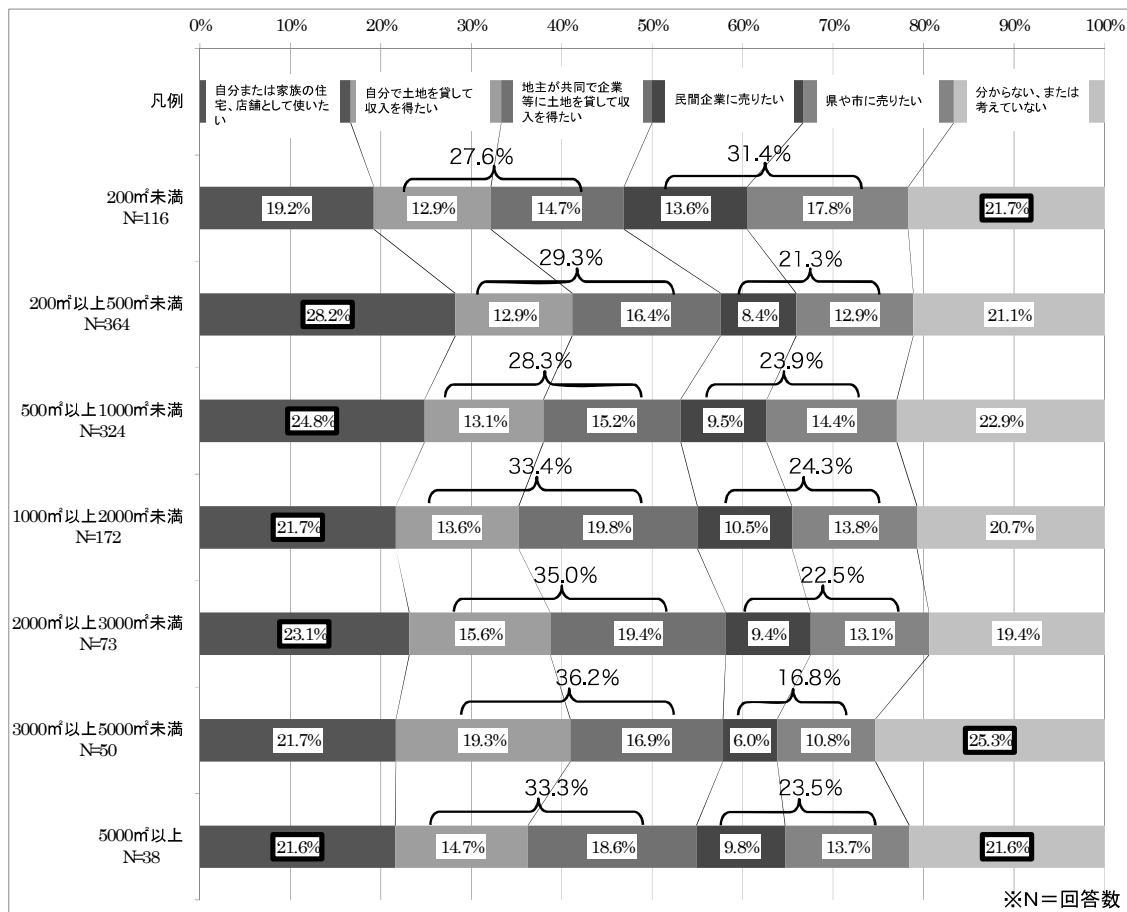 0% 10% 20% 30% 40% 50% 60% 70% 80% 90% 100%
凡例
自分または家族の住
宅、店舗として使いた
い
自分で土地を貸して
収入を得たい
地主が共同で企業
等に土地を貸して収
入を得たい
民間企業に売りたい
県や市に売りたい
分からない、または
考えていない
27.6% 31.4%
200㎡未満
N=116
19.2% 12.9% 14.7% 13.6% 17.8% 21.7%
29.3% 21.3%
200㎡以上500㎡未満
N=364
28.2% 12.9% 16.4% 8.4% 12.9% 21.1%
28.3% 23.9%
500㎡以上1000㎡未満
N=324
24.8% 13.1% 15.2% 9.5% 14.4% 22.9%
33.4% 24.3%
1000㎡以上2000㎡未満
N=172
21.7% 13.6% 19.8% 10.5% 13.8% 20.7%
35.0% 22.5%
2000㎡以上3000㎡未満
N=73
23.1% 15.6% 19.4% 9.4% 13.1% 19.4%
36.2% 16.8%
3000㎡以上5000㎡未満
N=50
21.7% 19.3% 16.9% 6.0% 10.8% 25.3%
33.3% 23.5%
5000㎡以上
N=38
21.6% 14.7% 18.6% 9.8% 13.7% 21.6%
※N=回答数